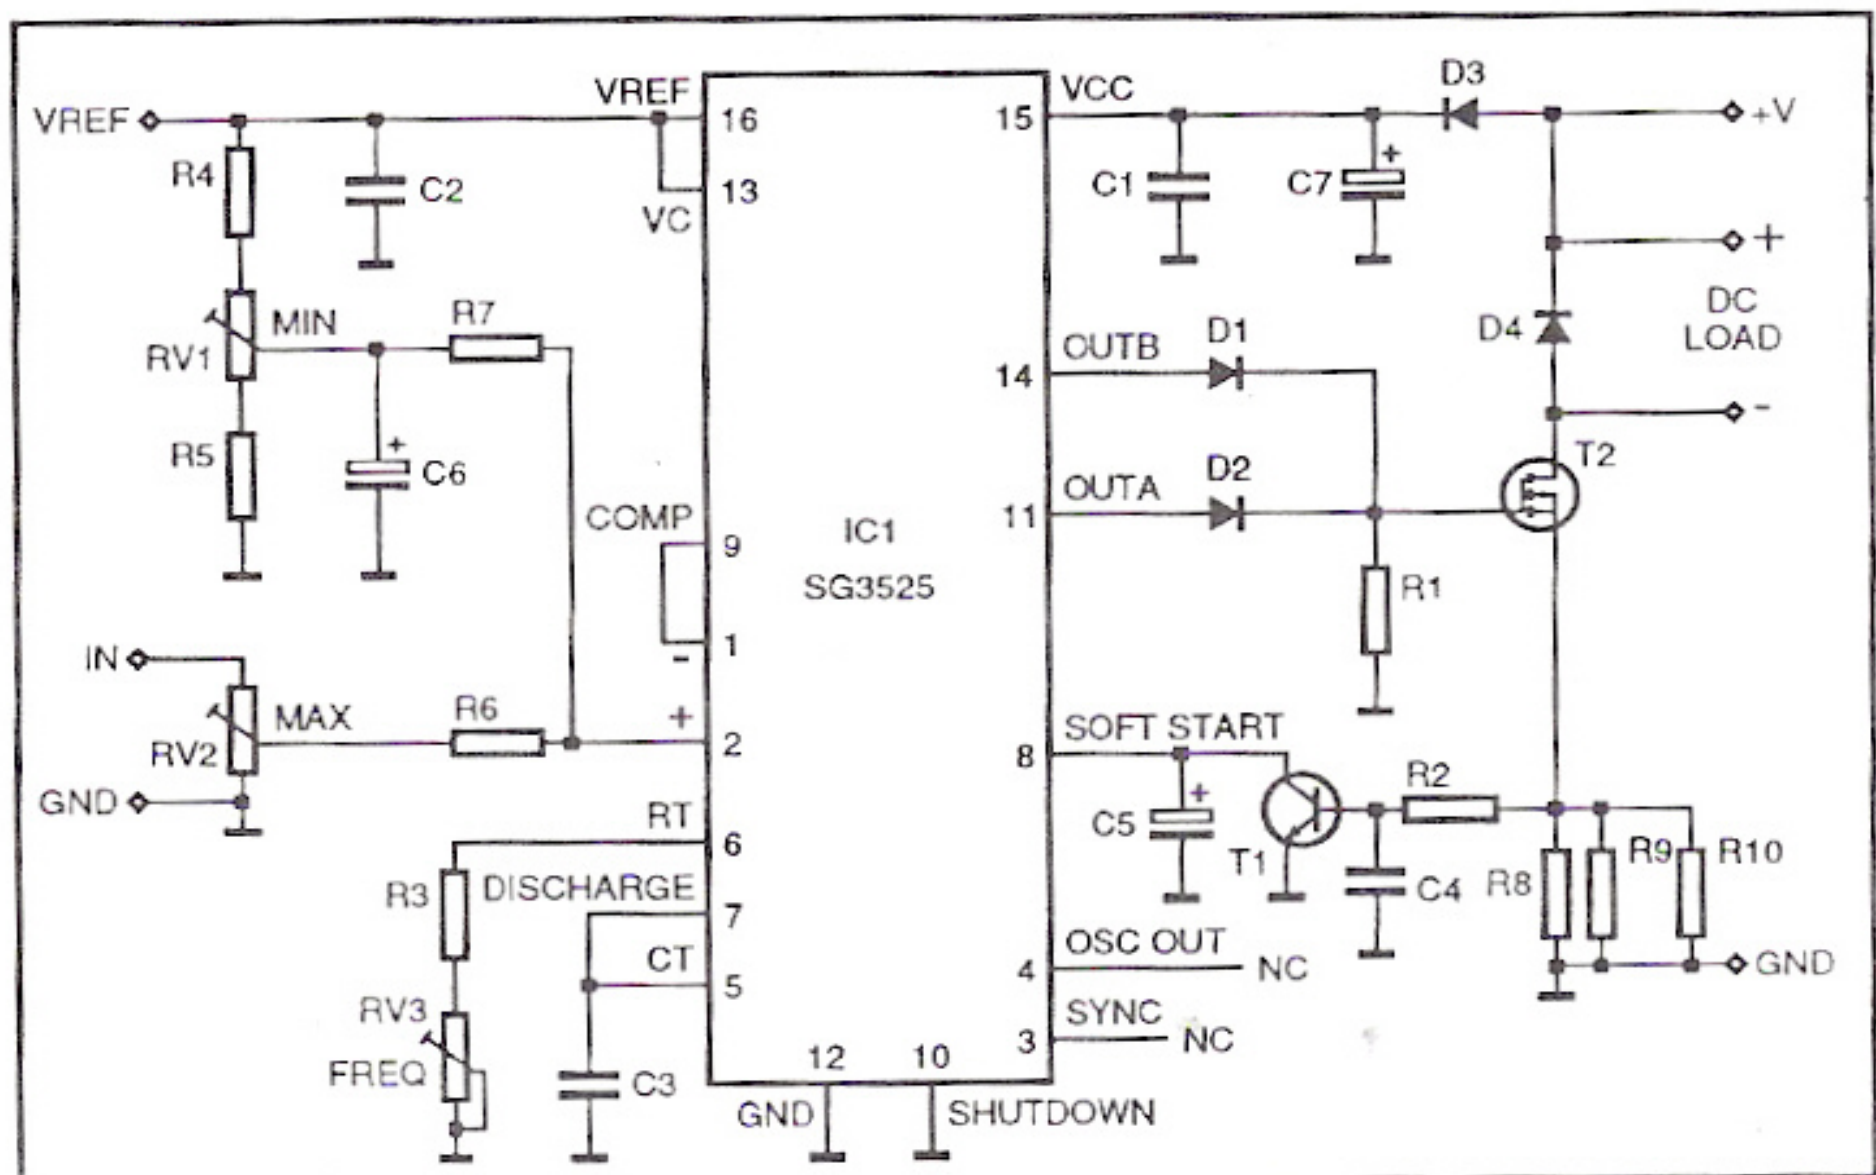 VREF
VREF
16
15
VCC
D3
+V
R4
C2
13
VC
C1
+
C7
+
MIN
R7
RV1
OUTB
D1
14
D4
DC
LOAD
-
R5
+
C6
COMP
9
IC1
SG3525
OUTA
D2
11
T2
R1
1
-
IN
MAX
R6
+
2
RV2
GND
SOFT START
8
R2
+
C5
T1
C4
R8
R9
R10
RT
6
R3
DISCHARGE
7
CT
5
OSC OUT
4
NC
GND
RV3
FREQ
C3
SYNC
3
NC
12
10
GND
SHUTDOWN